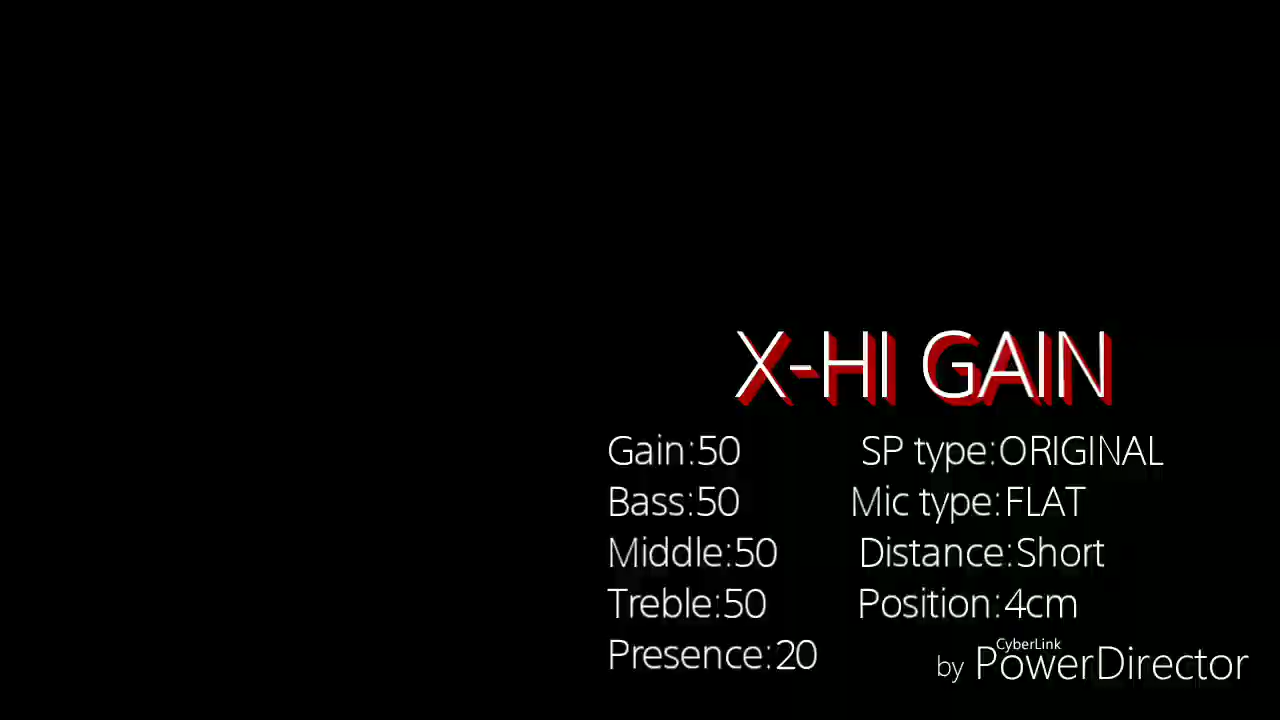 X-HI GAIN
Gain:50 SP type:ORIGINAL
Bass:50 Mic type:FLAT
Middle:50 Distance:Short
Treble:50 Position:4cm
Presence:20
by CyberLink PowerDirector